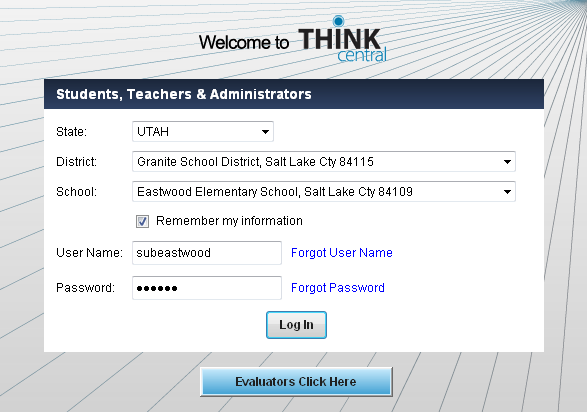 Welcome to THINK central
Students, Teachers & Administrators
State: UTAH
District: Granite School District, Salt Lake Cty 84115
School: Eastwood Elementary School, Salt Lake Cty 84109
Remember my information
User Name: subeastwood Forgot User Name
Password: •••••• Forgot Password
Log In
Evaluators Click Here